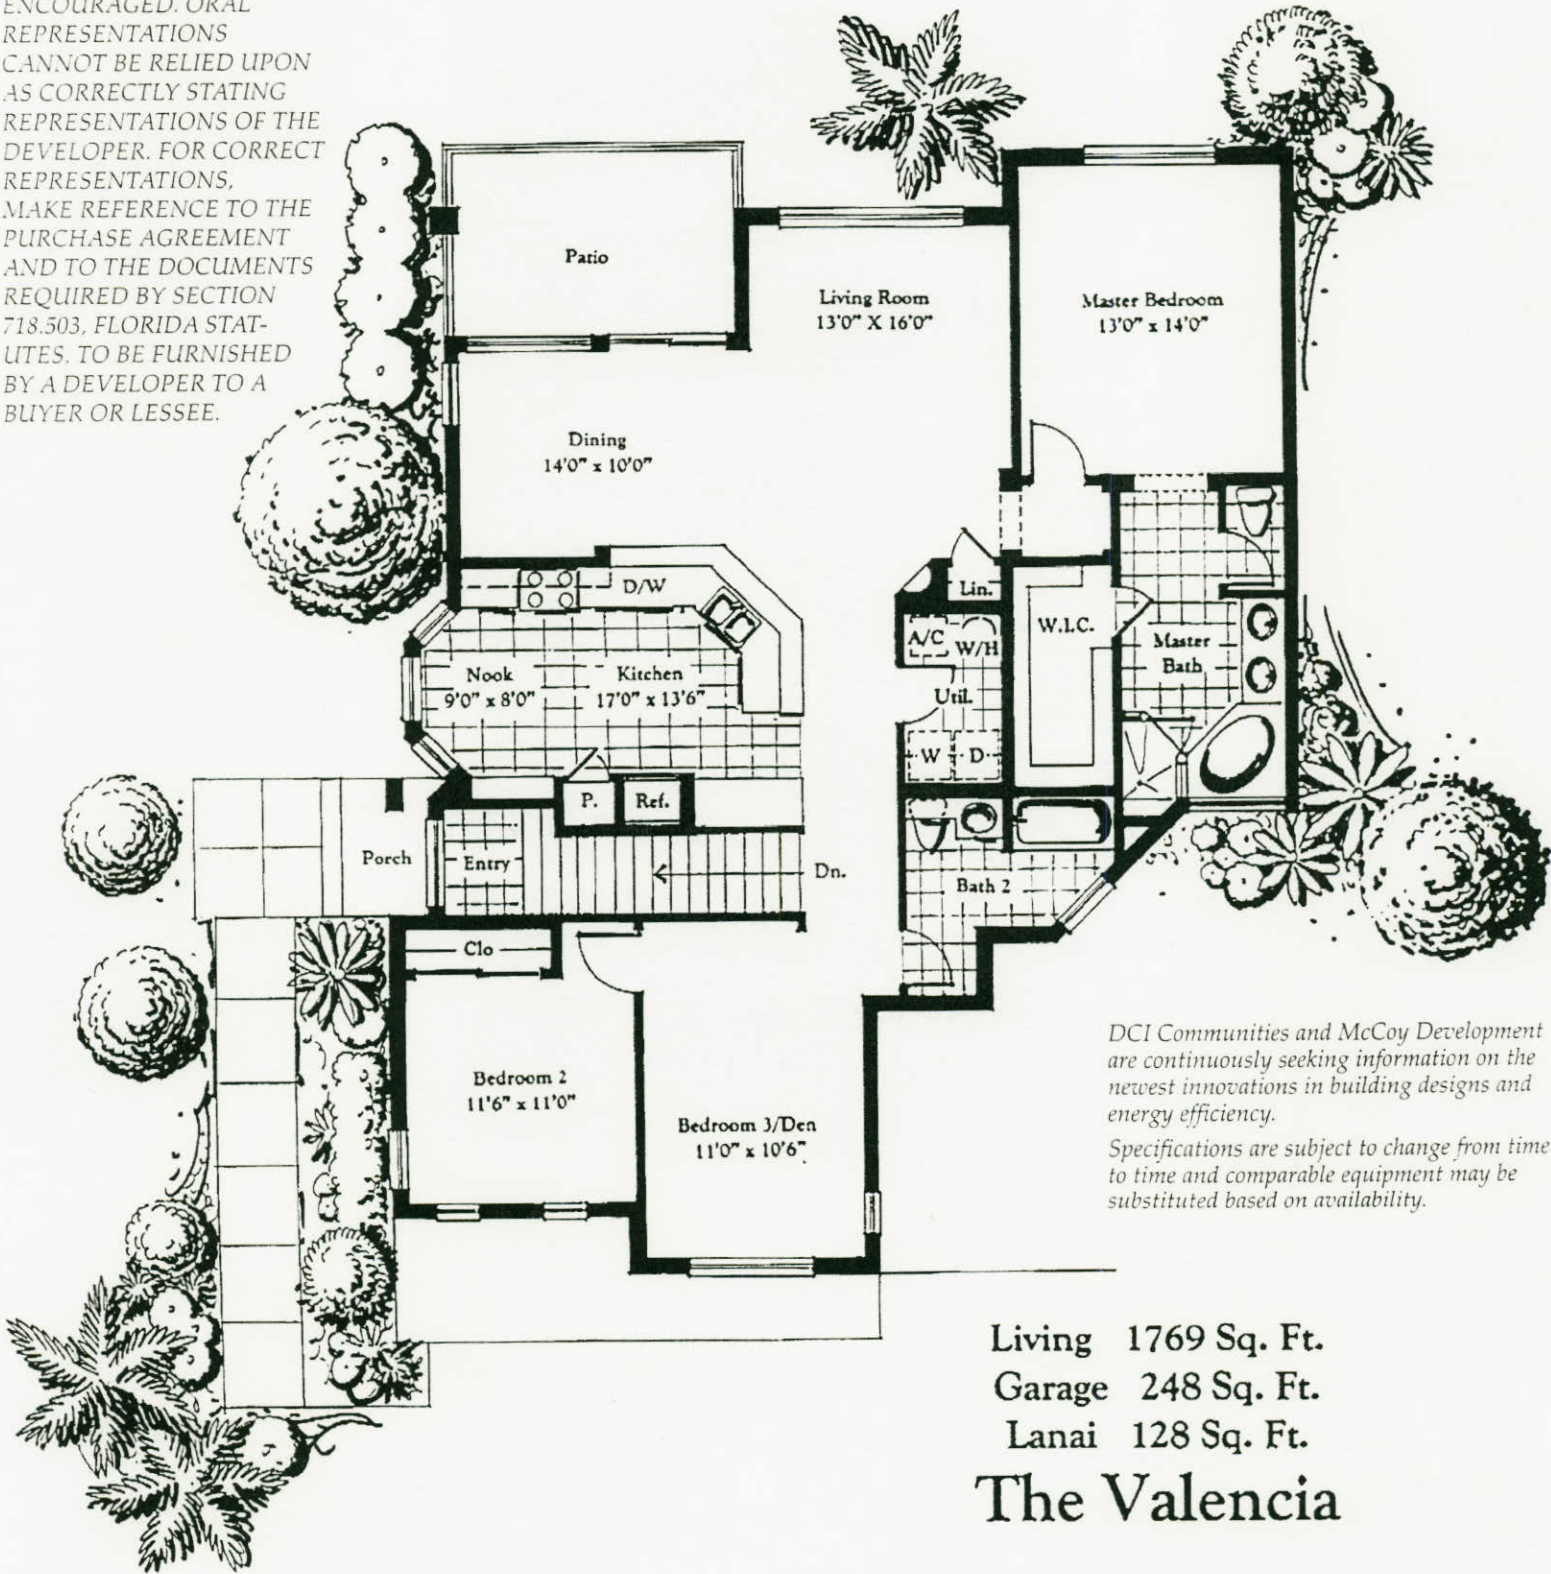 ENCOURAGED. ORAL
REPRESENTATIONS
CANNOT BE RELIED UPON
AS CORRECTLY STATING
REPRESENTATIONS OF THE
DEVELOPER. FOR CORRECT
REPRESENTATIONS,
MAKE REFERENCE TO THE
PURCHASE AGREEMENT
AND TO THE DOCUMENTS
REQUIRED BY SECTION
718.503, FLORIDA STAT-
UTES. TO BE FURNISHED
BY A DEVELOPER TO A
BUYER OR LESSEE.
Patio
Living Room
13'0" X 16'0"
Master Bedroom
13'0" x 14'0"
Dining
14'0" x 10'0"
D/W
Lin.
A/C
W/H
W.I.C.
Master
Bath
Nook
9'0" x 8'0"
Kitchen
17'0" x 13'6"
Util.
W
D
P.
Ref.
Porch
Entry
Dn.
Bath 2
Clo
Bedroom 2
11'6" x 11'0"
Bedroom 3/Den
11'0" x 10'6"
DCI Communities and McCoy Development
are continuously seeking information on the
newest innovations in building designs and
energy efficiency.
Specifications are subject to change from time
to time and comparable equipment may be
substituted based on availability.
Living 1769 Sq. Ft.
Garage 248 Sq. Ft.
Lanai 128 Sq. Ft.
The Valencia